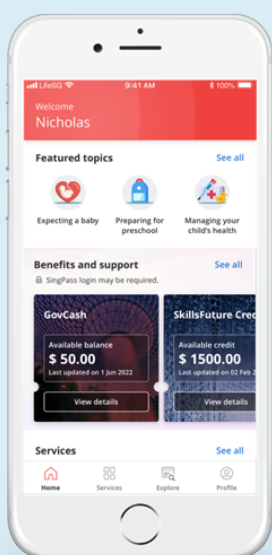 LifeSG
9:41 AM
100%
Welcome
Nicholas
Featured topics See all
Expecting a baby
Preparing for
preschool
Managing your
child's health
Benefits and support See all
SingPass login may be required.
GovCash
Available balance
$ 50.00
Last updated on 1 Jun 2022
View details
SkillsFuture Cred
Available credit
$ 1500.00
Last updated on 02 Feb 2
View details
Services See all
Home Services Explore Profile